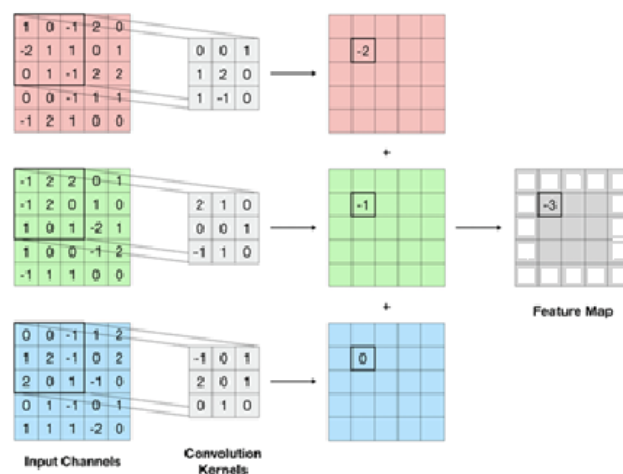 1 0 -1 2 0
-2 1 1 0 1
0 1 -1 2 2
0 0 -1 1 1
-1 2 1 0 0
0 0 1
1 2 0
1 -1 0
-2
+
-1 2 2 0 1
-1 2 0 1 0
1 0 1 -2 1
1 0 0 -1 2
-1 1 1 0 0
2 1 0
0 0 1
-1 1 0
-1
-3
Feature Map
+
0 0 -1 1 2
1 2 -1 0 2
2 0 1 -1 0
0 1 -1 0 1
1 1 1 -2 0
-1 0 1
2 0 1
0 1 0
0
Input Channels
Convolution
Kernels